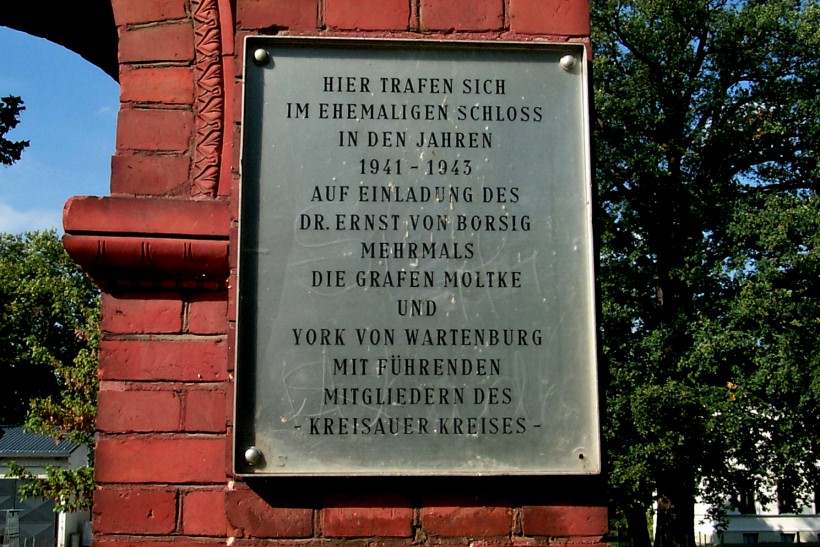 HIER TRAFEN SICH
IM EHEMALIGEN SCHLOSS
IN DEN JAHREN
1941 - 1943
AUF EINLADUNG DES
DR. ERNST VON BORSIG
MEHRMALS
DIE GRAFEN MOLTKE
UND
YORK VON WARTENBURG
MIT FÜHRENDEN
MITGLIEDERN DES
- KREISAUER KREISES -